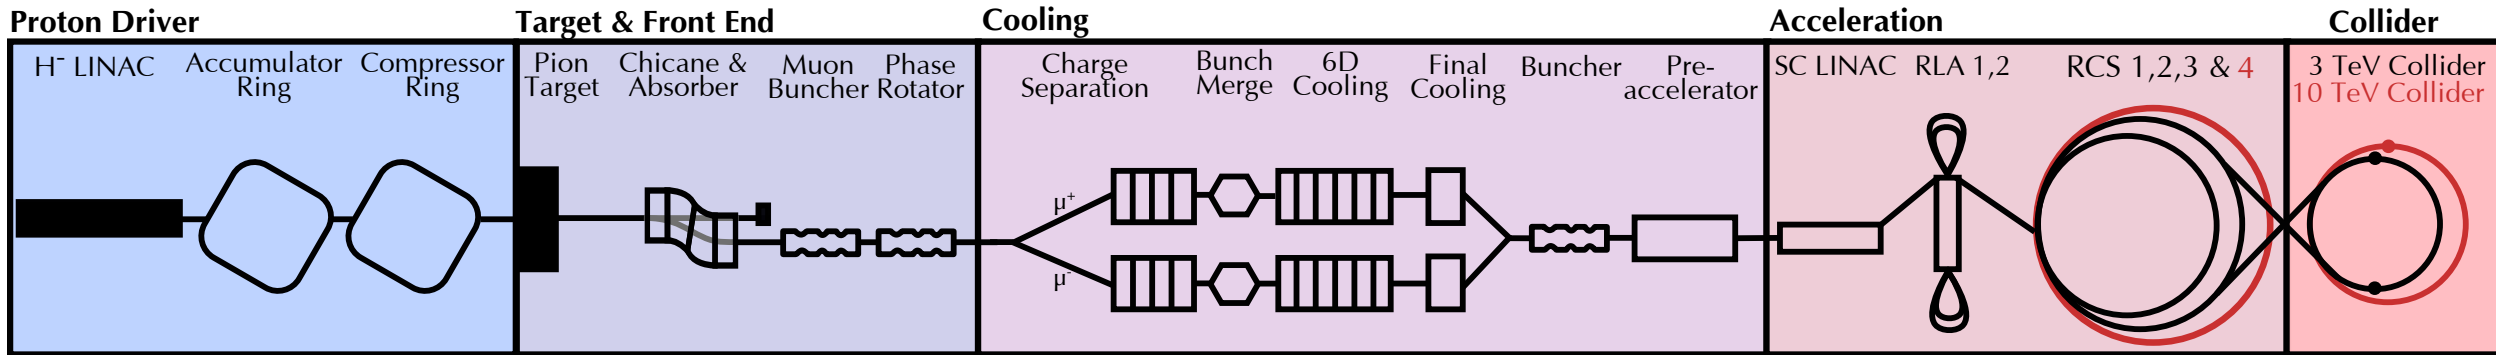 Proton Driver
Target & Front End
Cooling
Acceleration
Collider
H⁻ LINAC
Accumulator
Ring
Compressor
Ring
Pion
Target
Chicane &
Absorber
Muon
Buncher
Phase
Rotator
Charge
Separation
Bunch
Merge
6D
Cooling
Final
Cooling
Buncher
Pre-
accelerator
SC LINAC
RLA 1,2
RCS 1,2,3 & 4
3 TeV Collider
10 TeV Collider
μ⁺
μ⁻